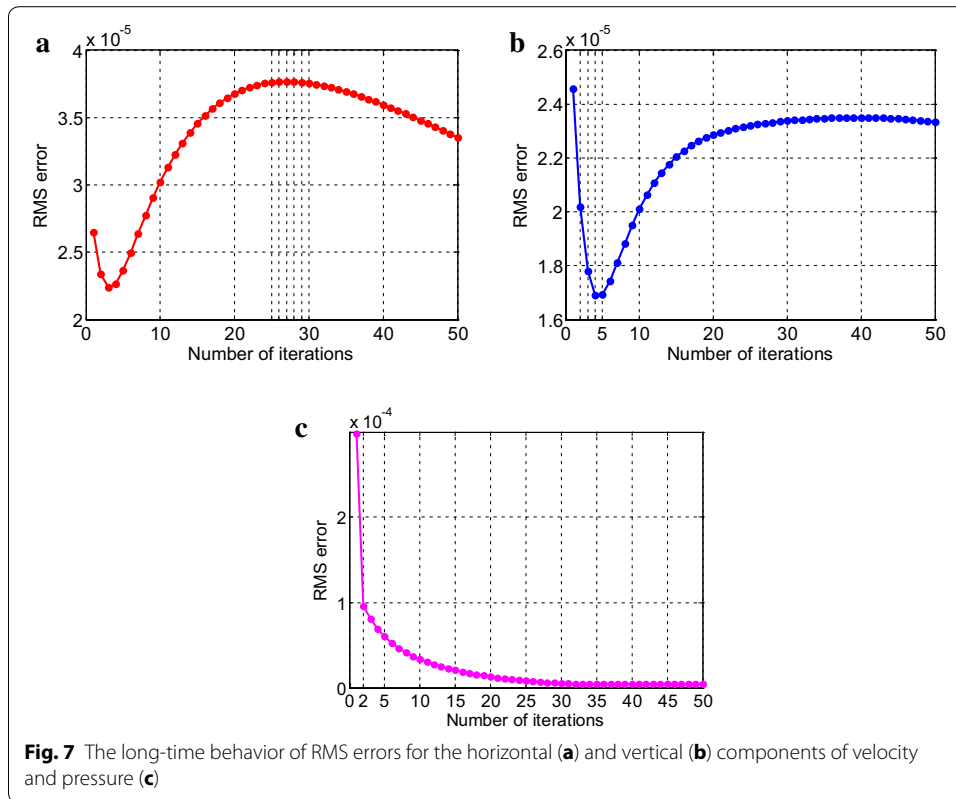 a
x 10-5
4
3.5
3
2.5
2
0 10 20 30 40 50
RMS error
Number of iterations
b
x 10-5
2.6
2.4
2.2
2
1.8
1.6
0 5 10 20 30 40 50
RMS error
Number of iterations
c
x 10-4
2
1
0
0 2 5 10 15 20 25 30 35 40 45 50
RMS error
Number of iterations
Fig. 7 The long-time behavior of RMS errors for the horizontal (a) and vertical (b) components of velocity
and pressure (c)